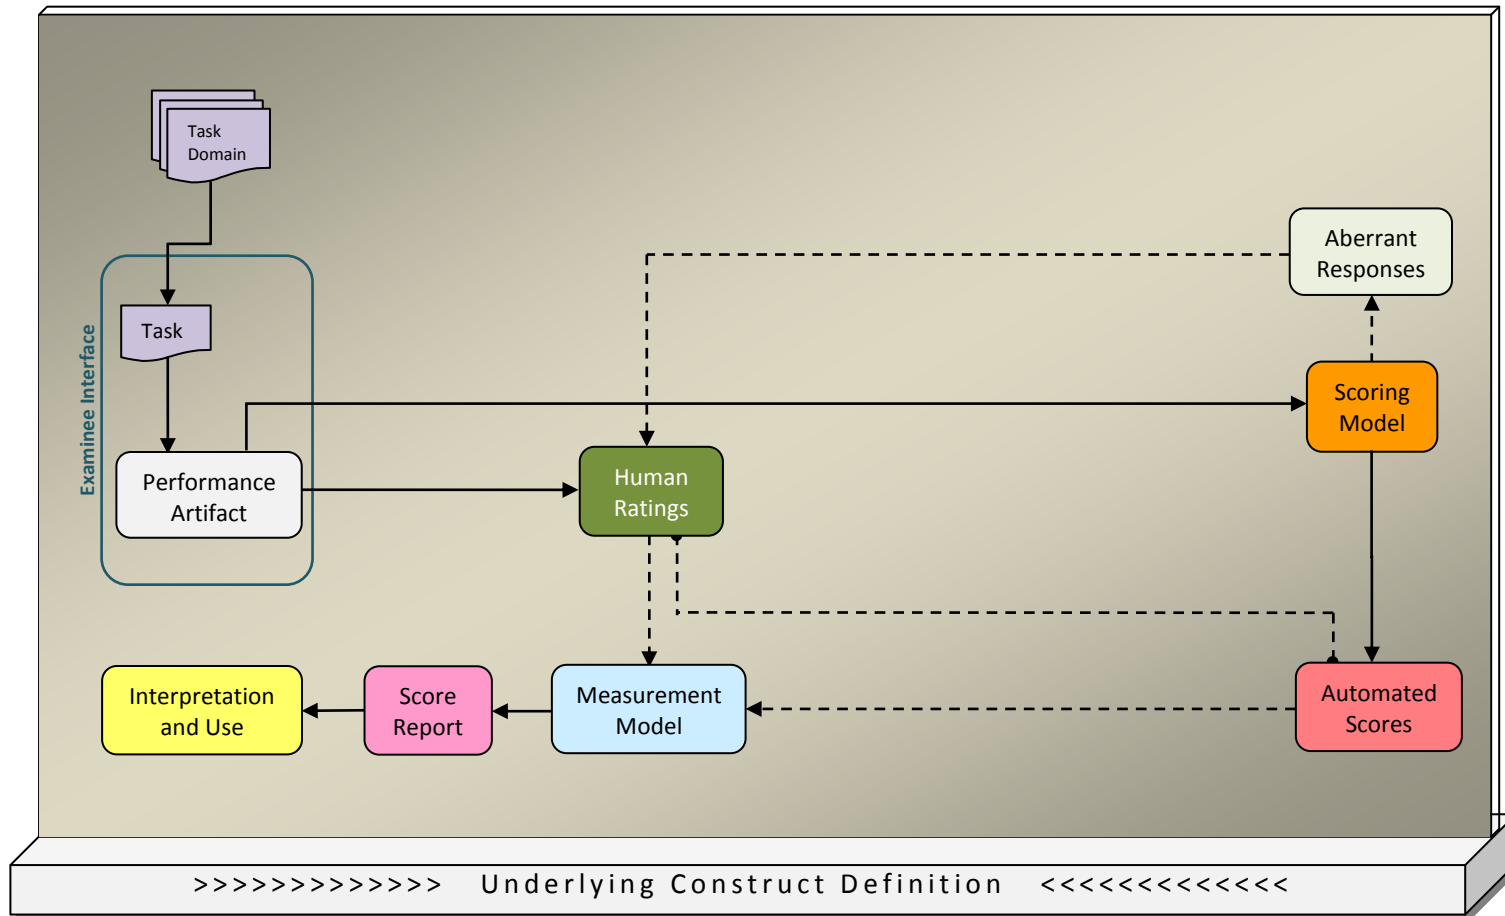 Task
Domain
Examinee Interface
Task
Performance
Artifact
Human
Ratings
Aberrant
Responses
Scoring
Model
Interpretation
and Use
Score
Report
Measurement
Model
Automated
Scores
>>>>>>>>>>>>> Underlying Construct Definition <<<<<<<<<<<<<